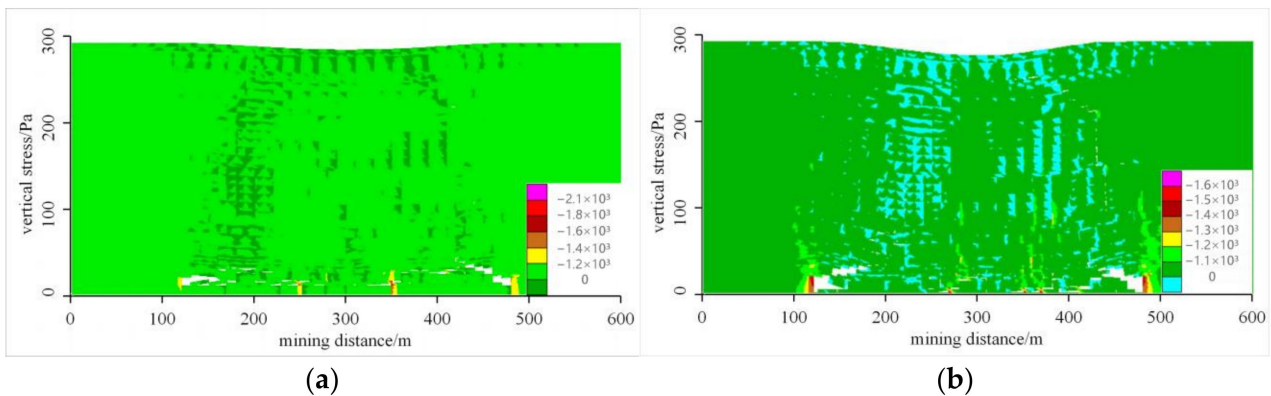 300
200
100
0
vertical stress/Pa
−2.1×10³
−1.8×10³
−1.6×10³
−1.4×10³
−1.2×10³
0
0 100 200 300 400 500 600
mining distance/m
(a)
300
200
100
0
vertical stress/Pa
−1.6×10³
−1.5×10³
−1.4×10³
−1.3×10³
−1.2×10³
−1.1×10³
0
0 100 200 300 400 500 600
mining distance/m
(b)